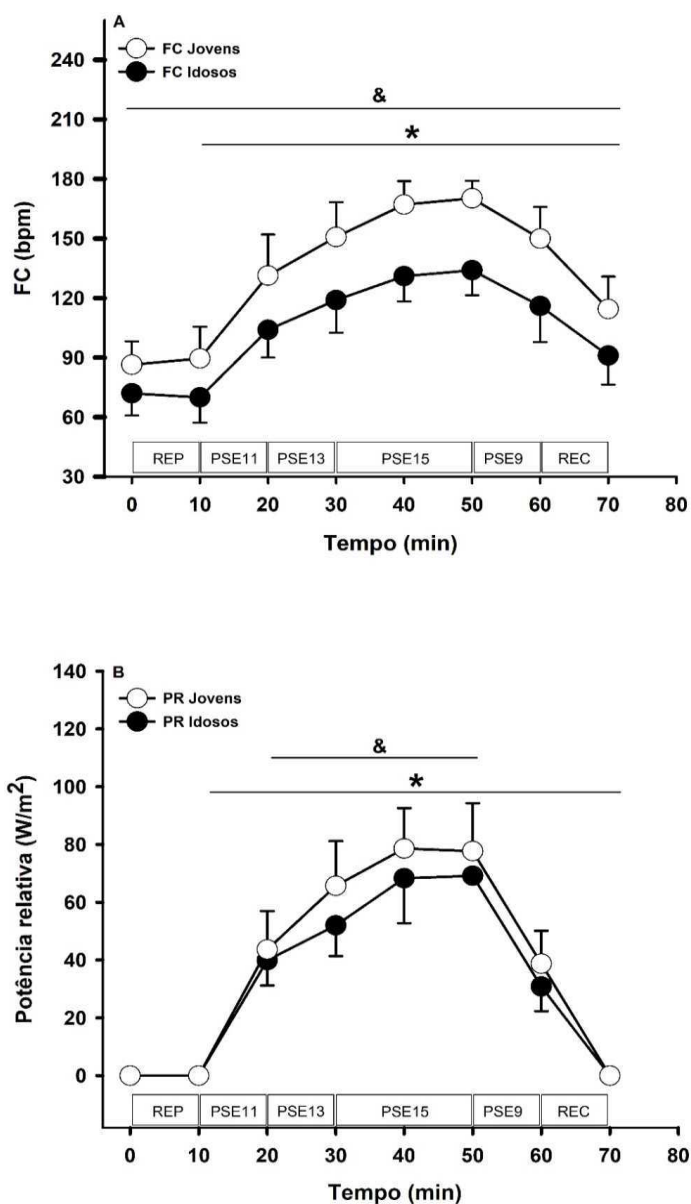 A
FC Jovens
FC Idosos
240
210
180
150
120
90
60
30
FC (bpm)
&
*
REP PSE11 PSE13 PSE15 PSE9 REC
0 10 20 30 40 50 60 70 80
Tempo (min)
B
PR Jovens
PR Idosos
140
120
100
80
60
40
20
0
Potência relativa (W/m²)
&
*
REP PSE11 PSE13 PSE15 PSE9 REC
0 10 20 30 40 50 60 70 80
Tempo (min)